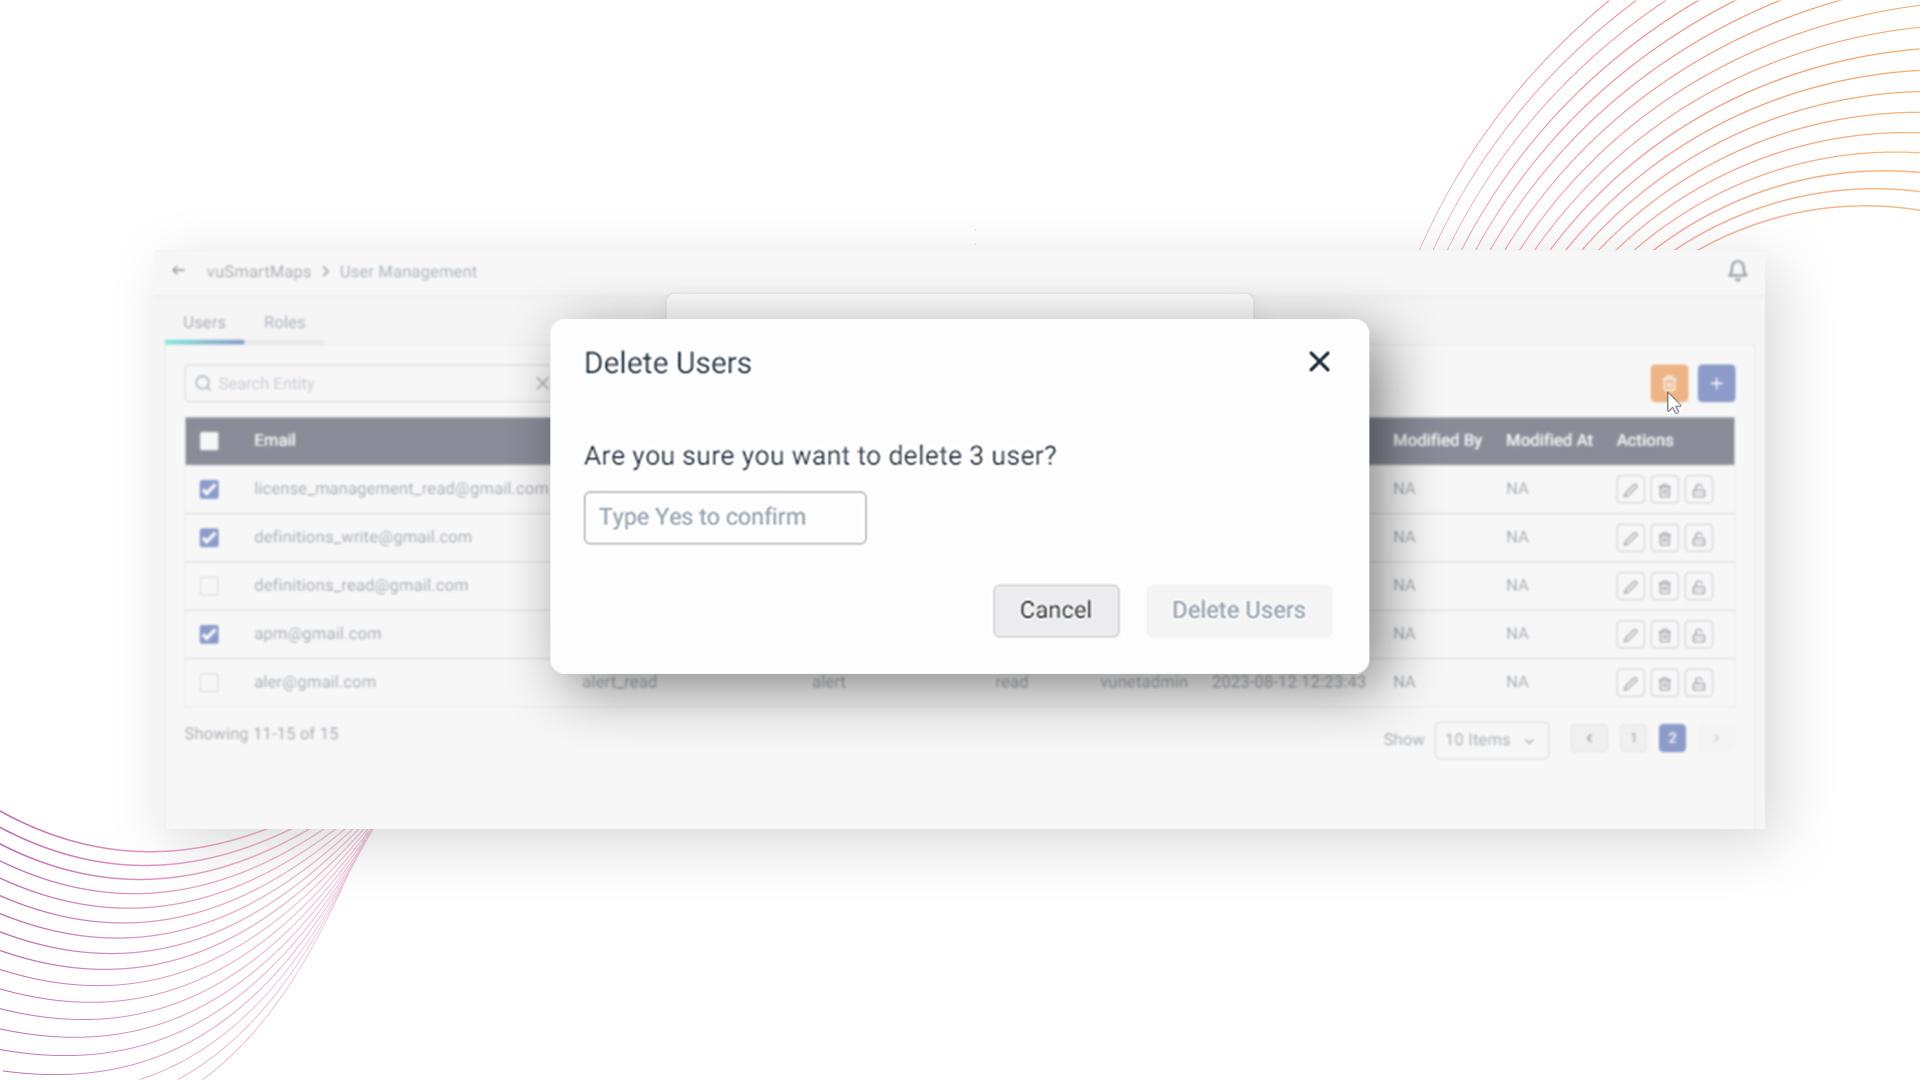 vuSmartMaps > User Management
Users Roles
Search Entity
Delete Users
Are you sure you want to delete 3 user?
Type Yes to confirm
Cancel Delete Users
Email Modified By Modified At Actions
license_management_read@gmail.com NA NA
definitions_write@gmail.com NA NA
definitions_read@gmail.com NA NA
apm@gmail.com NA NA
aler@gmail.com alert_read alert read vunetadmin 2023-08-12 12:23:43 NA NA
Showing 11-15 of 15
Show 10 Items 1 2